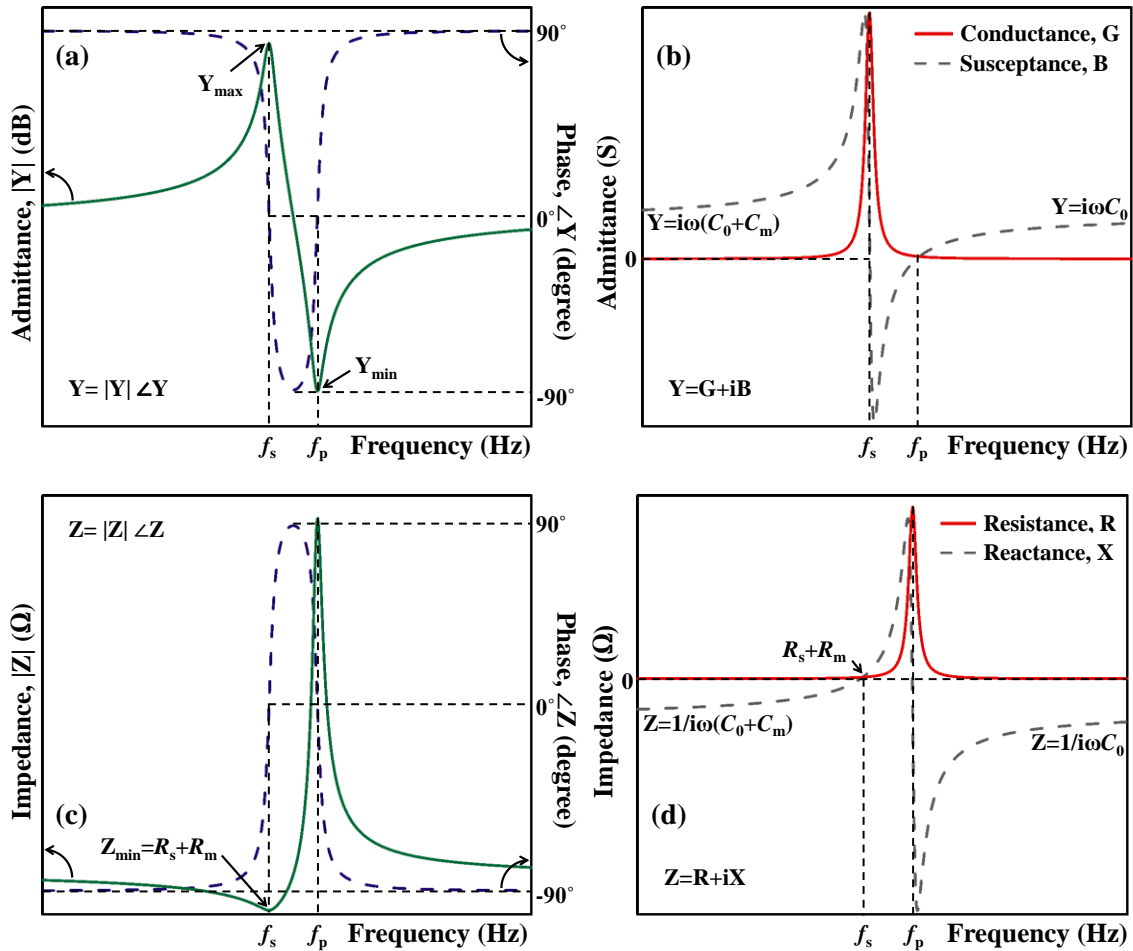 (a)
90°
Y_max
Admittance, |Y| (dB)
Phase, ∠Y (degree)
0°
Y_min
Y= |Y| ∠Y
-90°
f_s
f_p
Frequency (Hz)
(b)
Conductance, G
Susceptance, B
Admittance (S)
Y=iω(C_0+C_m)
Y=iωC_0
0
Y=G+iB
f_s
f_p
Frequency (Hz)
Z= |Z| ∠Z
90°
Impedance, |Z| (Ω)
Phase, ∠Z (degree)
0°
(c)
Z_min=R_s+R_m
-90°
f_s
f_p
Frequency (Hz)
Resistance, R
Reactance, X
R_s+R_m
Impedance (Ω)
0
Z=1/iω(C_0+C_m)
Z=1/iωC_0
(d)
Z=R+iX
f_s
f_p
Frequency (Hz)